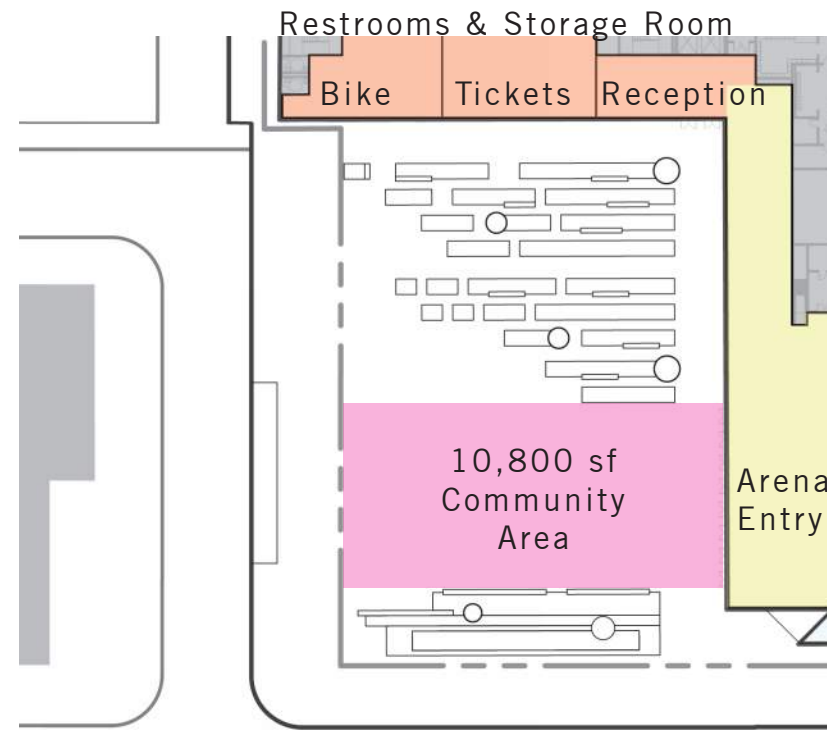 Restrooms & Storage Room
Bike
Tickets
Reception
10,800 sf
Community
Area
Arena
Entry